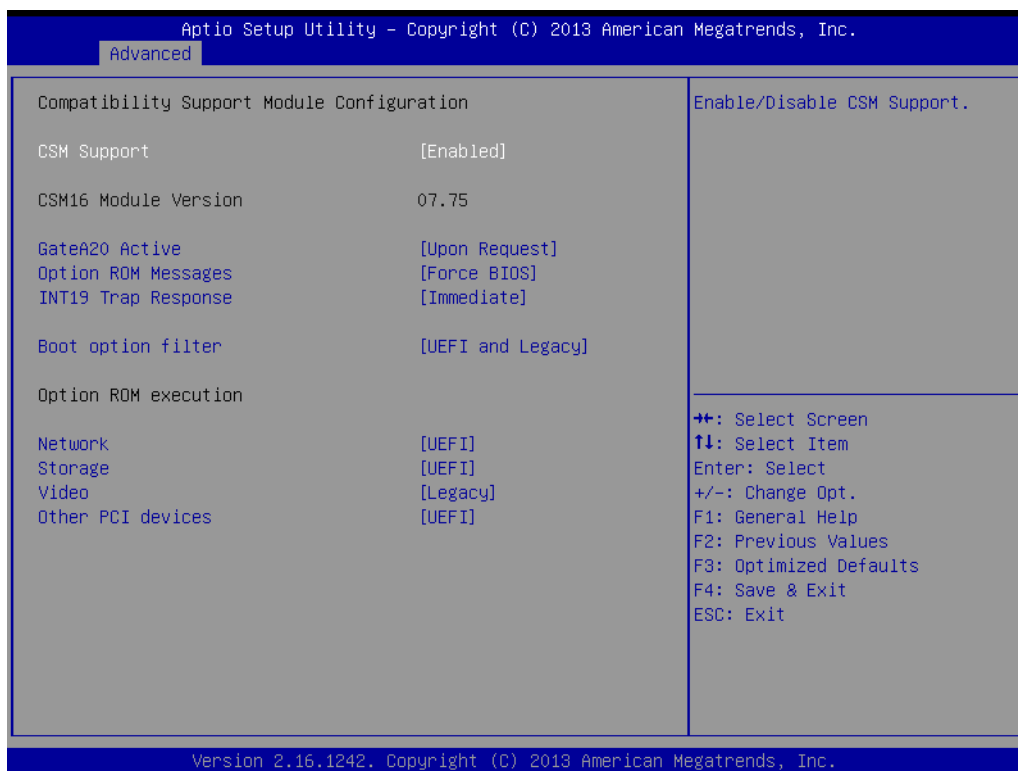 Aptio Setup Utility – Copyright (C) 2013 American Megatrends, Inc.
Advanced
Compatibility Support Module Configuration
CSM Support [Enabled]
CSM16 Module Version 07.75
GateA20 Active [Upon Request]
Option ROM Messages [Force BIOS]
INT19 Trap Response [Immediate]
Boot option filter [UEFI and Legacy]
Option ROM execution
Network [UEFI]
Storage [UEFI]
Video [Legacy]
Other PCI devices [UEFI]
Enable/Disable CSM Support.
→←: Select Screen
↑↓: Select Item
Enter: Select
+/-: Change Opt.
F1: General Help
F2: Previous Values
F3: Optimized Defaults
F4: Save & Exit
ESC: Exit
Version 2.16.1242. Copyright (C) 2013 American Megatrends, Inc.